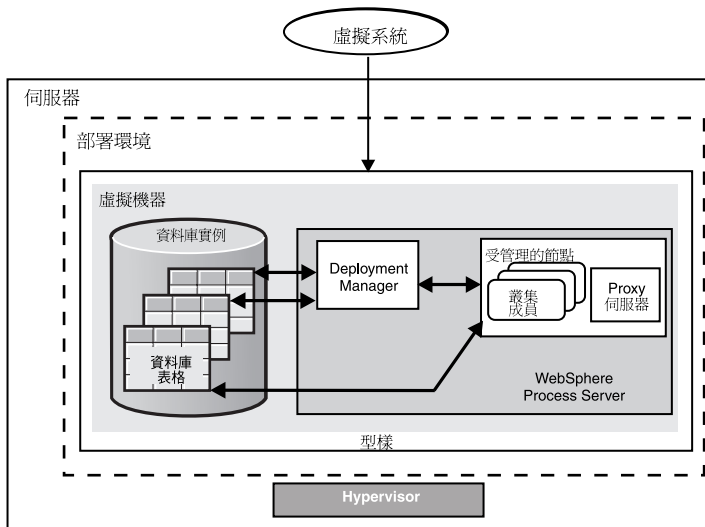 虛擬系統
伺服器
部署環境
虛擬機器
資料庫實例
Deployment
Manager
受管理的節點
叢集
成員
Proxy
伺服器
資料庫
表格
WebSphere
Process Server
型樣
Hypervisor